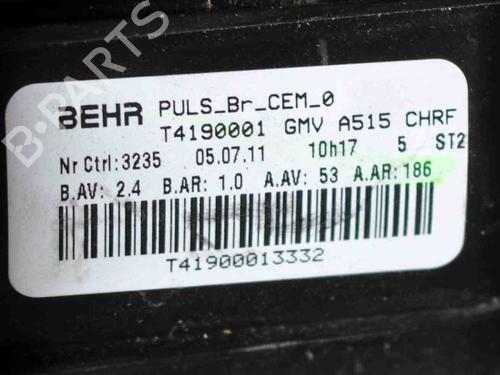 B-PARTS
BEHR PULS_Br_CEM_0
T4190001 GMV A515 CHRF
Nr Ctrl:3235 05.07.11 10h17 5 ST2
B.AV: 2.4 B.AR: 1.0 A.AV: 53 A.AR: 186
T41900013332